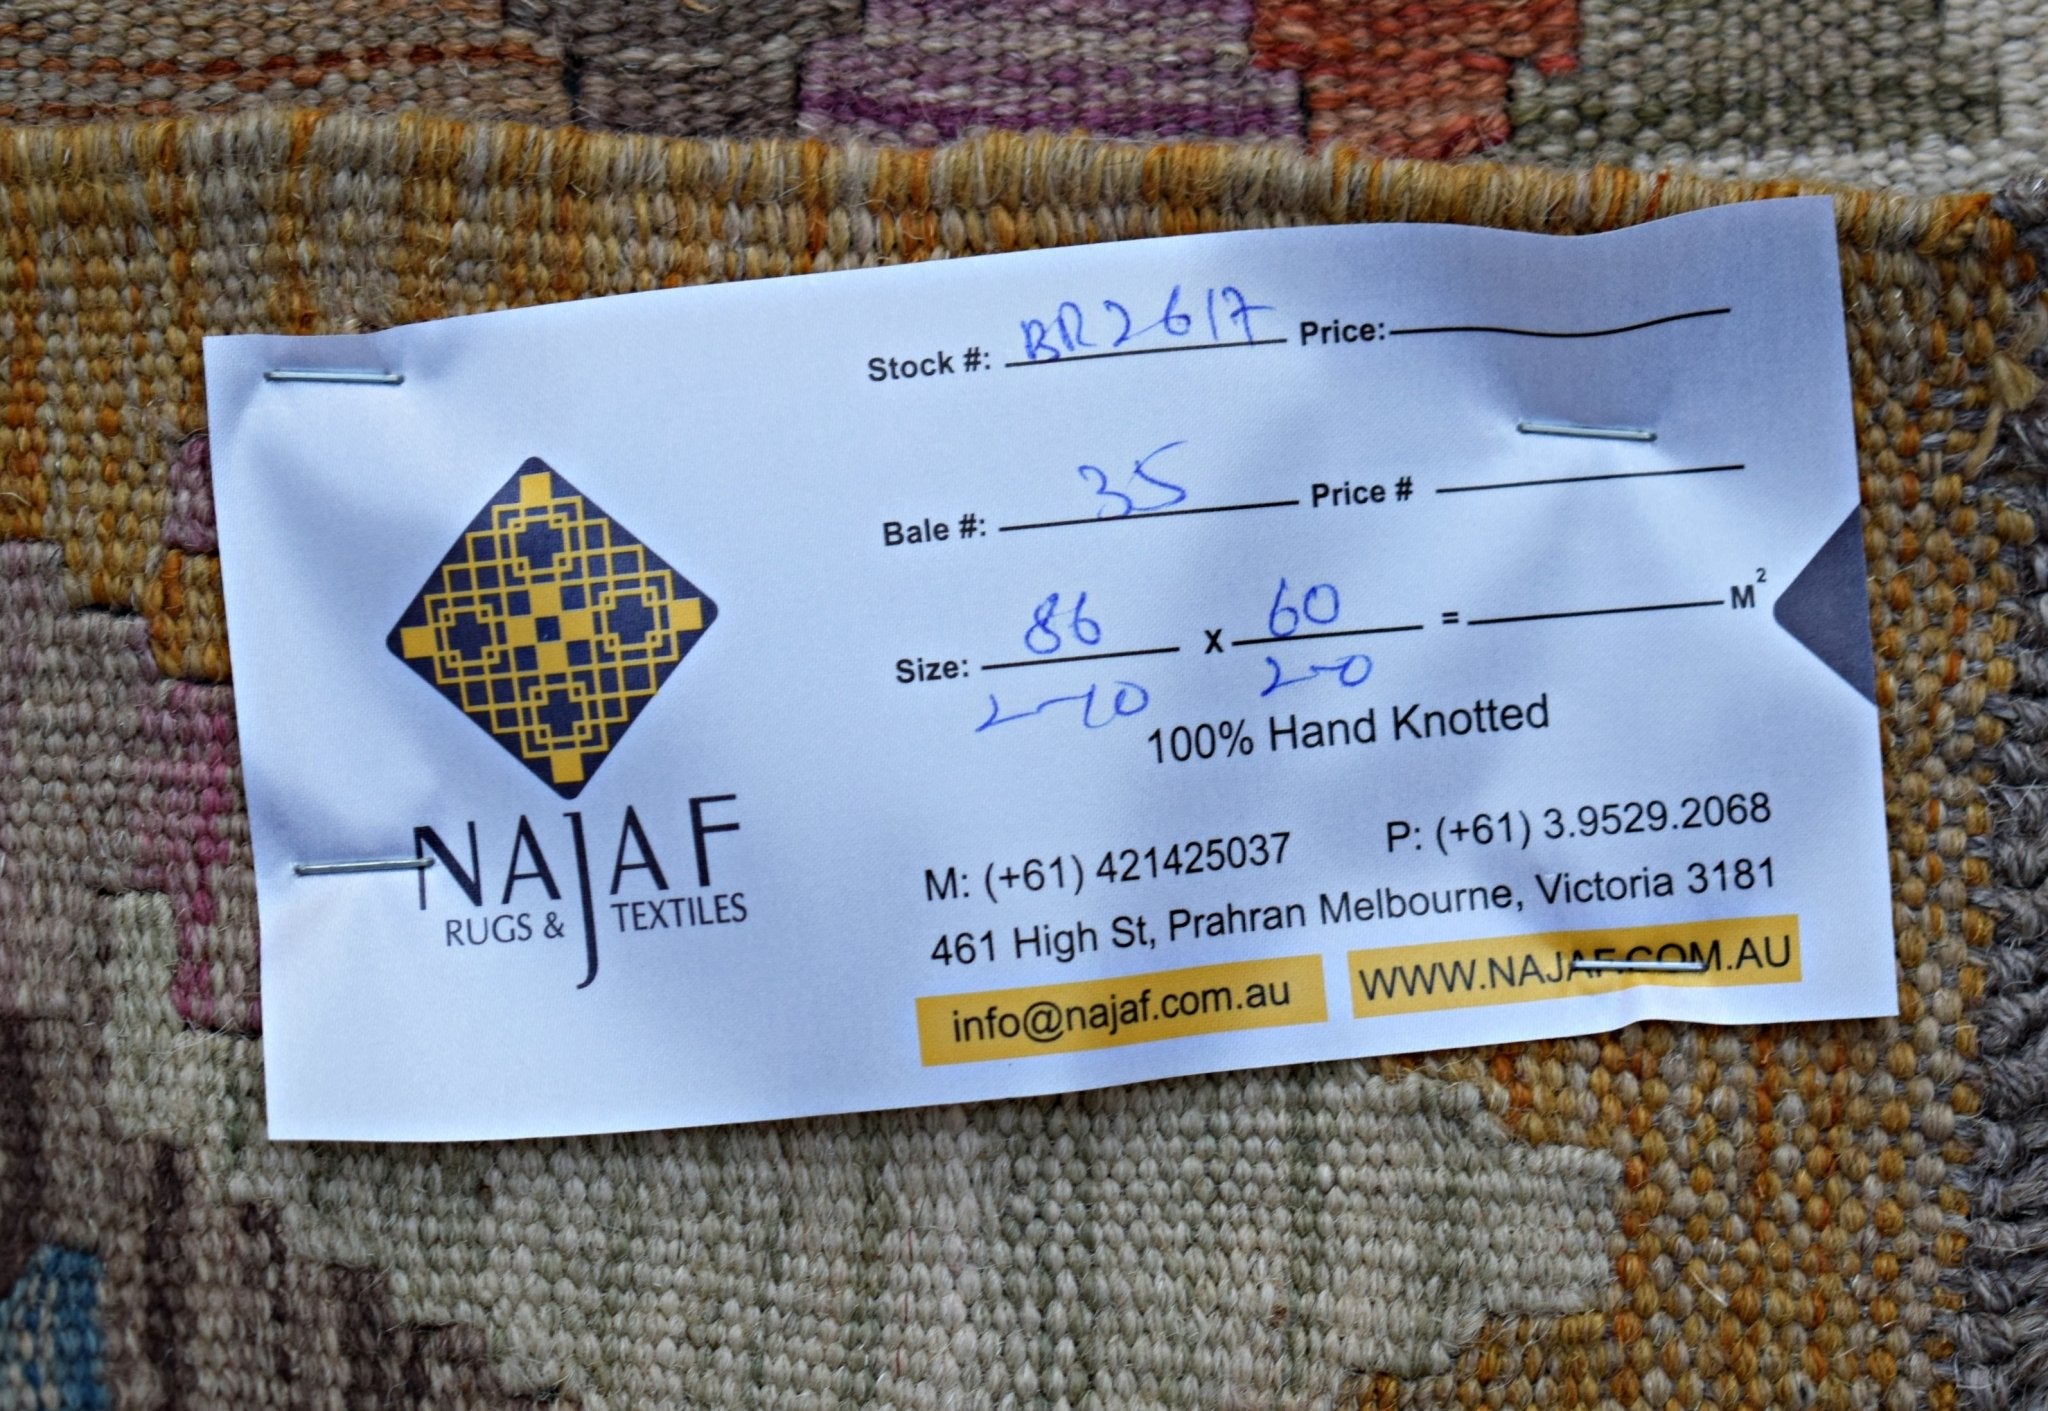 Stock #: BR2617 Price:
Bale #: 35 Price #
Size: 86 x 60 = M²
2-10 2-0
100% Hand Knotted
NAJAF
RUGS & TEXTILES
M: (+61) 421425037 P: (+61) 3.9529.2068
461 High St, Prahran Melbourne, Victoria 3181
info@najaf.com.au WWW.NAJAF.COM.AU